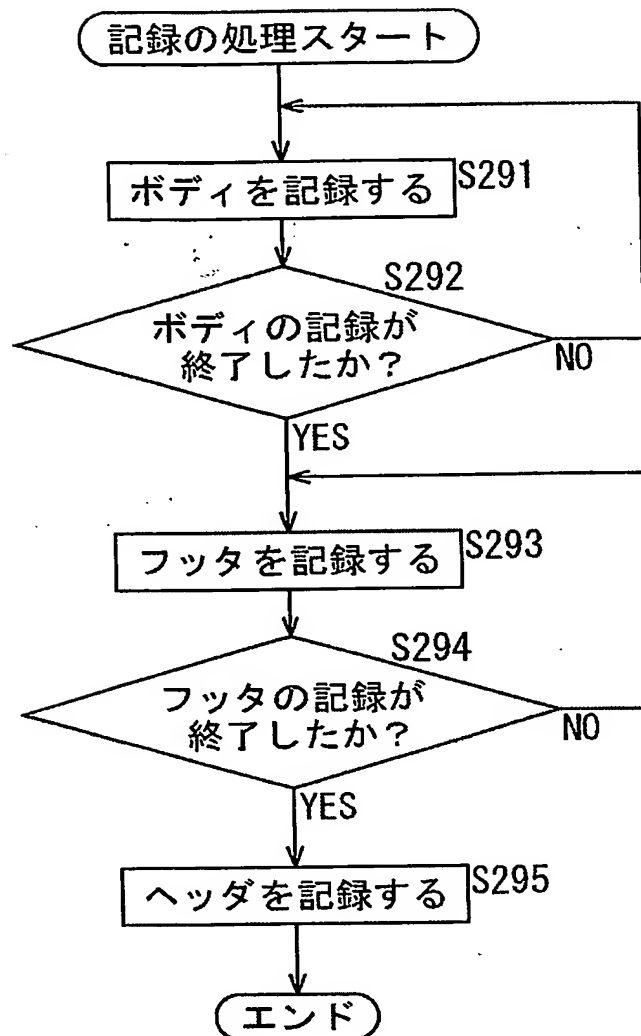 記録の処理スタート
ボディを記録する
S291
S292
ボディの記録が
終了したか？
NO
YES
フッタを記録する
S293
S294
フッタの記録が
終了したか？
NO
YES
ヘッダを記録する
S295
エンド